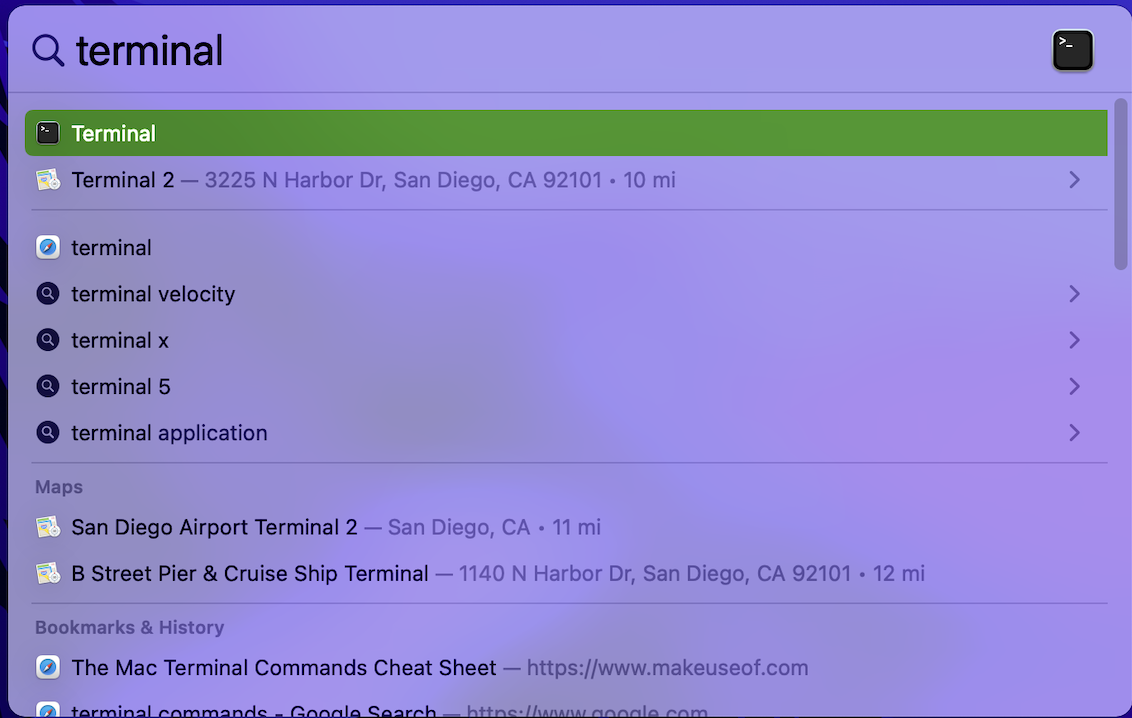 terminal
Terminal
Terminal 2 — 3225 N Harbor Dr, San Diego, CA 92101 • 10 mi
terminal
terminal velocity
terminal x
terminal 5
terminal application
Maps
San Diego Airport Terminal 2 — San Diego, CA • 11 mi
B Street Pier & Cruise Ship Terminal — 1140 N Harbor Dr, San Diego, CA 92101 • 12 mi
Bookmarks & History
The Mac Terminal Commands Cheat Sheet — https://www.makeuseof.com
terminal commands - Google Search — https://www.google.com